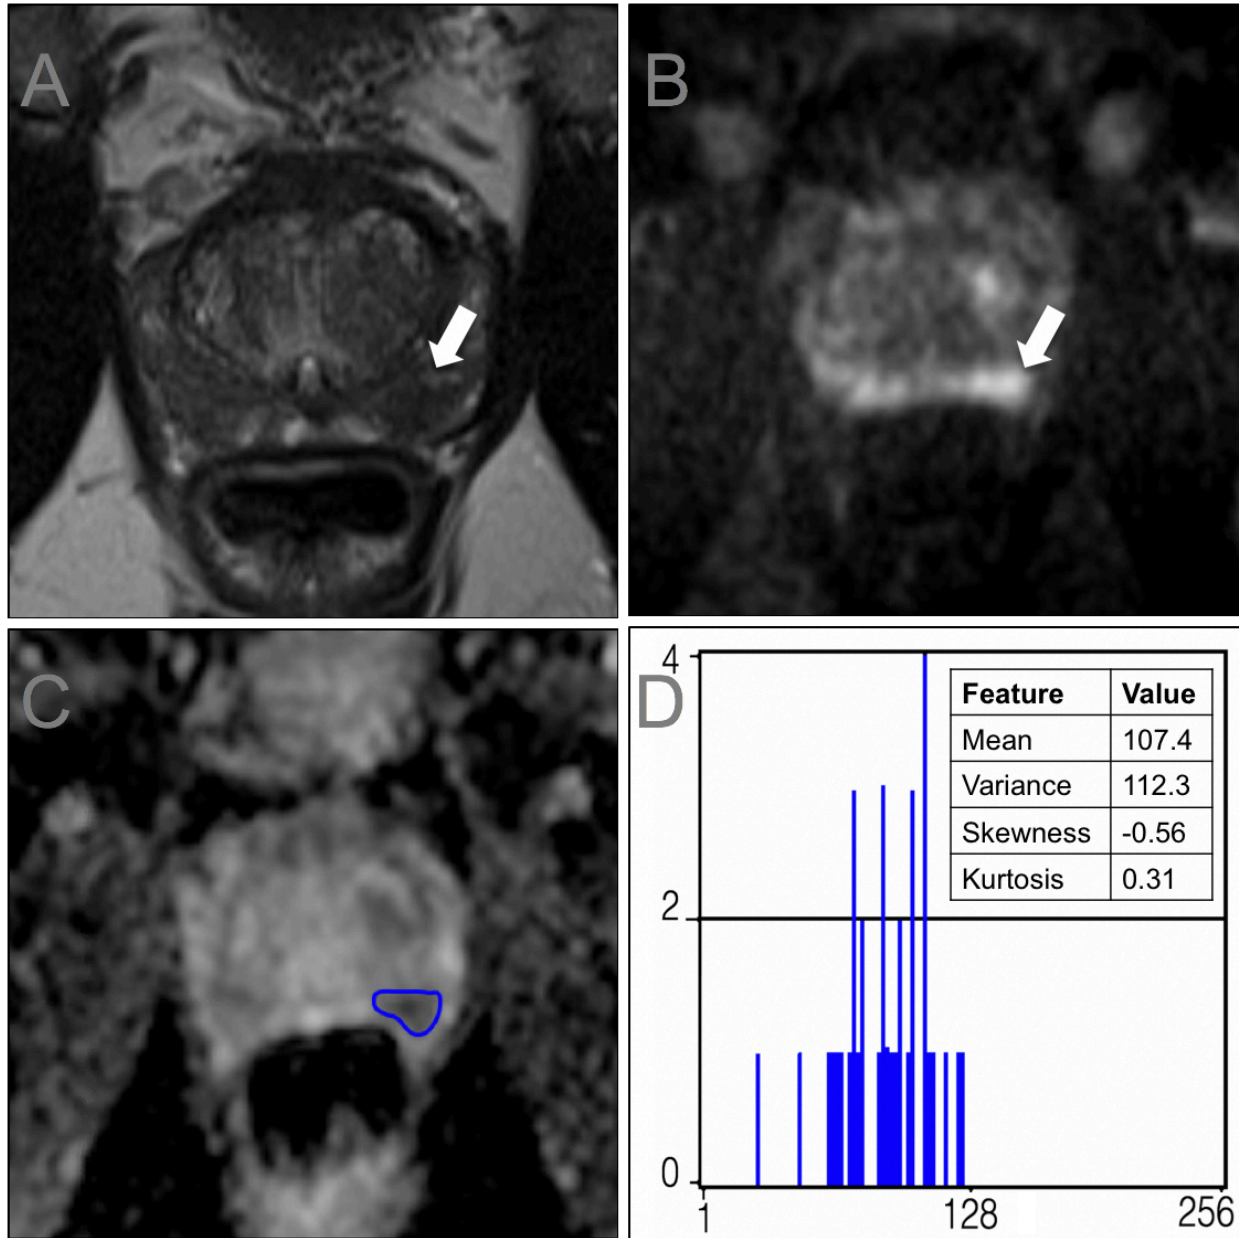 A
B
C
D
4
2
0
1
128
256
Feature Value
Mean 107.4
Variance 112.3
Skewness -0.56
Kurtosis 0.31